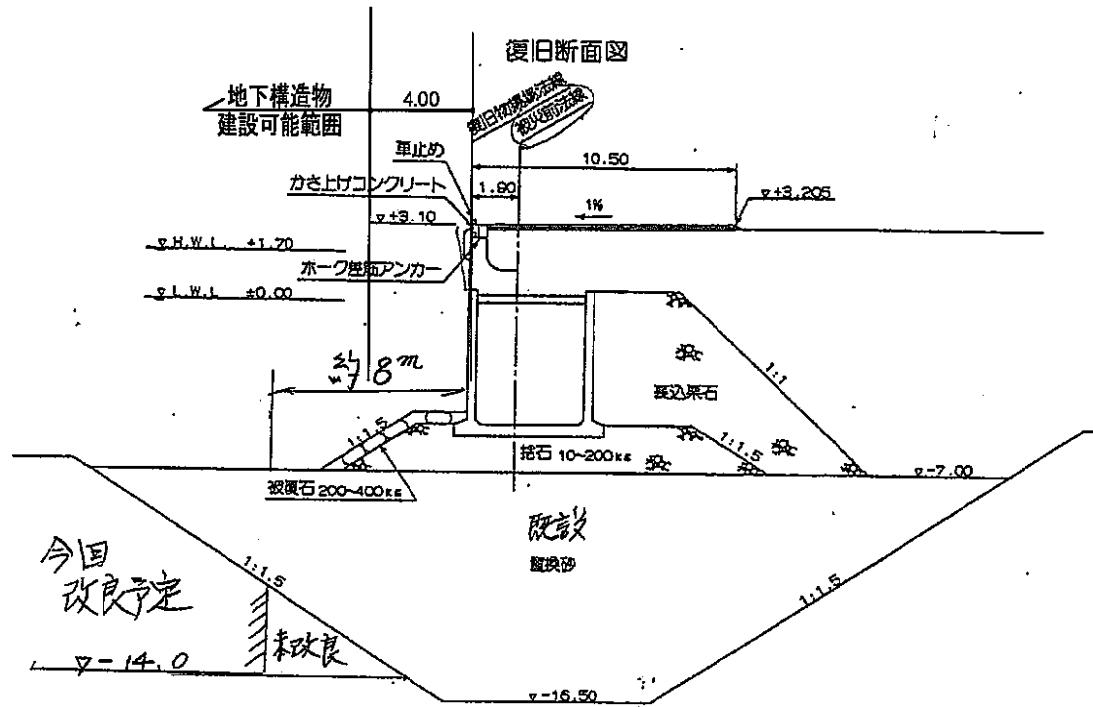 復旧断面図
地下構造物
建設可能範囲
4.00
復旧物揚場法線
被災前法線
車止め
10.50
かさ上げコンクリート
1.90
1%
▽+3.205
▽+3.10
▽H.W.L. +1.70
ホーク差筋アンカー
▽L.W.L. ±0.00
約8m
1:1
裏込栗石
1:1.5
1:1.5
捨石 10~200kg
▽-7.00
被覆石 200~400kg
既設
置換砂
今回
改良予定
1:1.5
1:1.5
未改良
▽-14.0
▽-16.50